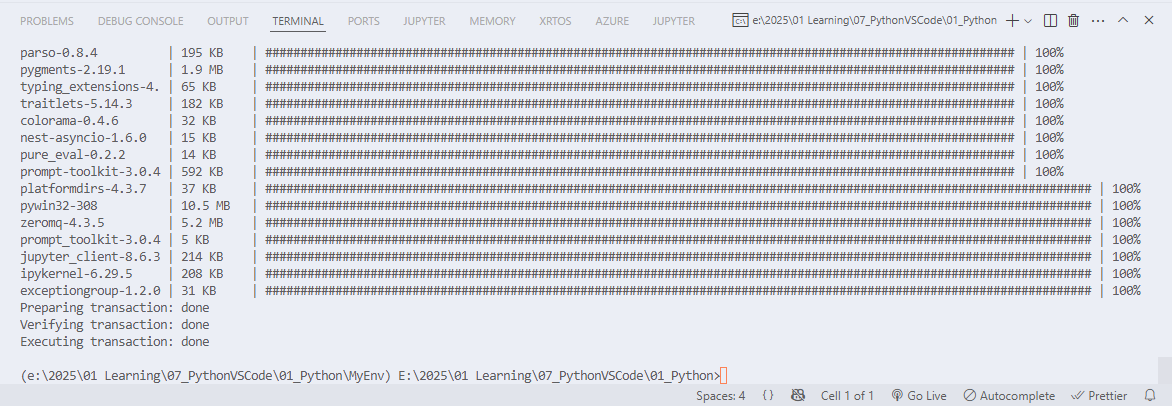 PROBLEMS DEBUG CONSOLE OUTPUT TERMINAL PORTS JUPYTER MEMORY XRTOS AZURE JUPYTER e:\2025\01 Learning\07_PythonVSCode\01_Python
parso-0.8.4 | 195 KB | ########################################################################################################### | 100%
pygments-2.19.1 | 1.9 MB | ########################################################################################################### | 100%
typing_extensions-4. | 65 KB | ########################################################################################################### | 100%
traitlets-5.14.3 | 182 KB | ########################################################################################################### | 100%
colorama-0.4.6 | 32 KB | ########################################################################################################### | 100%
nest-asyncio-1.6.0 | 15 KB | ########################################################################################################### | 100%
pure_eval-0.2.2 | 14 KB | ########################################################################################################### | 100%
prompt-toolkit-3.0.4 | 592 KB | ########################################################################################################### | 100%
platformdirs-4.3.7 | 37 KB | ###################################################################################################################### | 100%
pywin32-308 | 10.5 MB | ###################################################################################################################### | 100%
zeromq-4.3.5 | 5.2 MB | ###################################################################################################################### | 100%
prompt_toolkit-3.0.4 | 5 KB | ###################################################################################################################### | 100%
jupyter_client-8.6.3 | 214 KB | ###################################################################################################################### | 100%
ipykernel-6.29.5 | 208 KB | ###################################################################################################################### | 100%
exceptiongroup-1.2.0 | 31 KB | ###################################################################################################################### | 100%
Preparing transaction: done
Verifying transaction: done
Executing transaction: done
(e:\2025\01 Learning\07_PythonVSCode\01_Python\MyEnv) E:\2025\01 Learning\07_PythonVSCode\01_Python>
Spaces: 4 {} Cell 1 of 1 Go Live Autocomplete Prettier